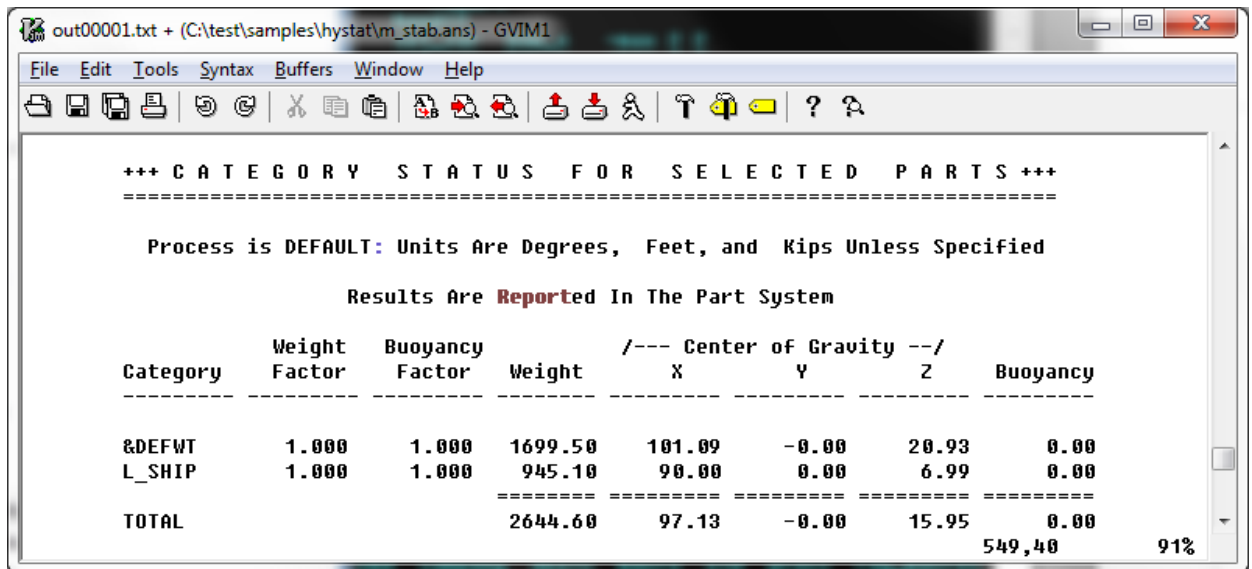 out00001.txt + (C:\test\samples\hystat\m_stab.ans) - GVIM1
File Edit Tools Syntax Buffers Window Help
+++ C A T E G O R Y   S T A T U S   F O R   S E L E C T E D   P A R T S +++
===========================================================================
Process is DEFAULT: Units Are Degrees,  Feet, and  Kips Unless Specified
Results Are Reported In The Part System
Weight Buoyancy /--- Center of Gravity --/
Category Factor Factor Weight X Y Z Buoyancy
--------- --------- --------- -------- --------- --------- --------- ---------
&DEFWT 1.000 1.000 1699.50 101.09 -0.00 20.93 0.00
L_SHIP 1.000 1.000 945.10 90.00 0.00 6.99 0.00
======== ========= ========= ========= =========
TOTAL 2644.60 97.13 -0.00 15.95 0.00
549,40 91%